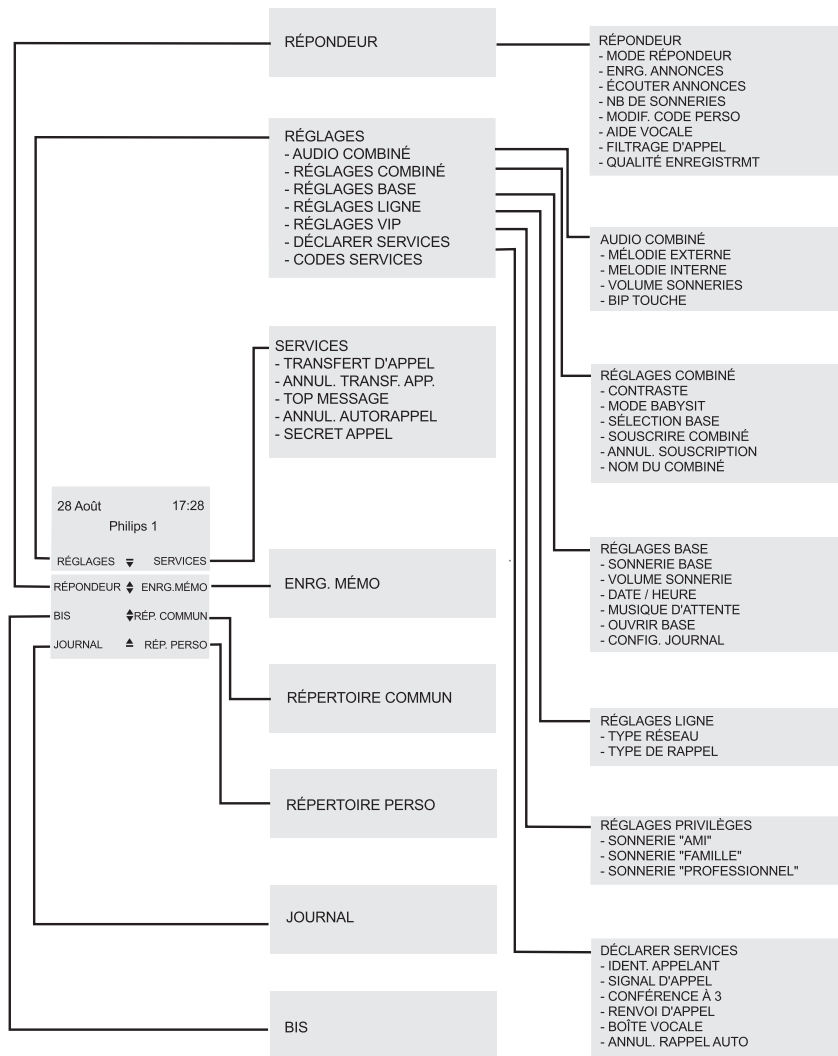 28 Août 17:28
Philips 1
RÉGLAGES SERVICES
RÉPONDEUR ENRG.MÉMO
BIS RÉP. COMMUN
JOURNAL RÉP. PERSO
RÉPONDEUR
RÉGLAGES
- AUDIO COMBINÉ
- RÉGLAGES COMBINÉ
- RÉGLAGES BASE
- RÉGLAGES LIGNE
- RÉGLAGES VIP
- DÉCLARER SERVICES
- CODES SERVICES
SERVICES
- TRANSFERT D'APPEL
- ANNUL. TRANSF. APP.
- TOP MESSAGE
- ANNUL. AUTORAPPEL
- SECRET APPEL
ENRG. MÉMO
RÉPERTOIRE COMMUN
RÉPERTOIRE PERSO
JOURNAL
BIS
RÉPONDEUR
- MODE RÉPONDEUR
- ENRG. ANNONCES
- ÉCOUTER ANNONCES
- NB DE SONNERIES
- MODIF. CODE PERSO
- AIDE VOCALE
- FILTRAGE D'APPEL
- QUALITÉ ENREGISTRMT
AUDIO COMBINÉ
- MÉLODIE EXTERNE
- MELODIE INTERNE
- VOLUME SONNERIES
- BIP TOUCHE
RÉGLAGES COMBINÉ
- CONTRASTE
- MODE BABYSIT
- SÉLECTION BASE
- SOUSCRIRE COMBINÉ
- ANNUL. SOUSCRIPTION
- NOM DU COMBINÉ
RÉGLAGES BASE
- SONNERIE BASE
- VOLUME SONNERIE
- DATE / HEURE
- MUSIQUE D'ATTENTE
- OUVRIR BASE
- CONFIG. JOURNAL
RÉGLAGES LIGNE
- TYPE RÉSEAU
- TYPE DE RAPPEL
RÉGLAGES PRIVILÈGES
- SONNERIE "AMI"
- SONNERIE "FAMILLE"
- SONNERIE "PROFESSIONNEL"
DÉCLARER SERVICES
- IDENT. APPELANT
- SIGNAL D'APPEL
- CONFÉRENCE À 3
- RENVOI D'APPEL
- BOÎTE VOCALE
- ANNUL. RAPPEL AUTO